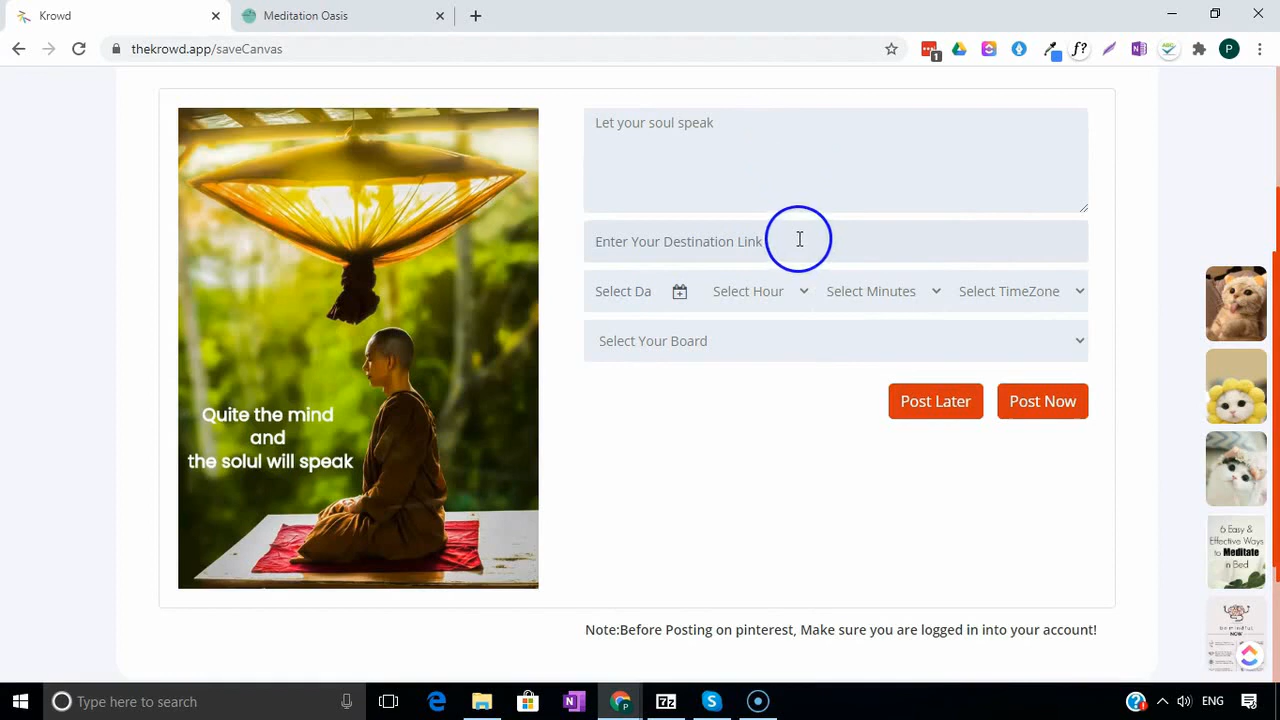 Krowd
Meditation Oasis
thekrowd.app/saveCanvas
1
f?
ABC
P
Let your soul speak
Enter Your Destination Link
Select Da
Select Hour
Select Minutes
Select TimeZone
Select Your Board
Post Later
Post Now
Quite the mind
and
the solul will speak
6 Easy &
Effective Ways
to Meditate
in Bed
NOW
Note:Before Posting on pinterest, Make sure you are logged in into your account!
Type here to search
ENG